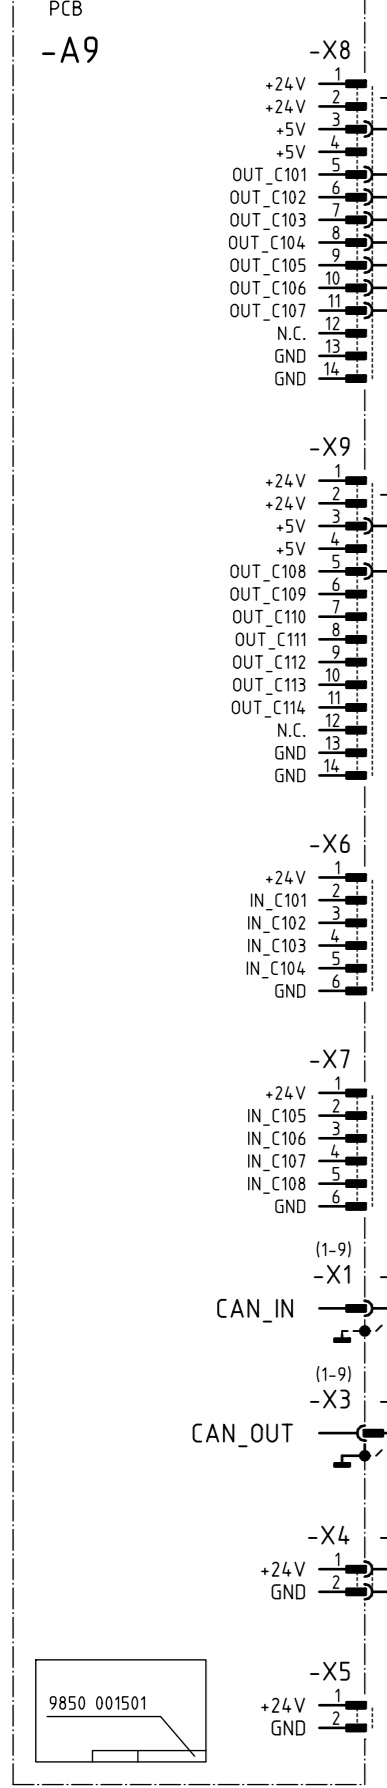 PCB
-A9
-X8
+24V 1
+24V 2
+5V 3
+5V 4
OUT_C101 5
OUT_C102 6
OUT_C103 7
OUT_C104 8
OUT_C105 9
OUT_C106 10
OUT_C107 11
N.C. 12
GND 13
GND 14
-X9
+24V 1
+24V 2
+5V 3
+5V 4
OUT_C108 5
OUT_C109 6
OUT_C110 7
OUT_C111 8
OUT_C112 9
OUT_C113 10
OUT_C114 11
N.C. 12
GND 13
GND 14
-X6
+24V 1
IN_C101 2
IN_C102 3
IN_C103 4
IN_C104 5
GND 6
-X7
+24V 1
IN_C105 2
IN_C106 3
IN_C107 4
IN_C108 5
GND 6
(1-9)
-X1
CAN_IN
(1-9)
-X3
CAN_OUT
-X4
+24V 1
GND 2
-X5
+24V 1
GND 2
9850 001501